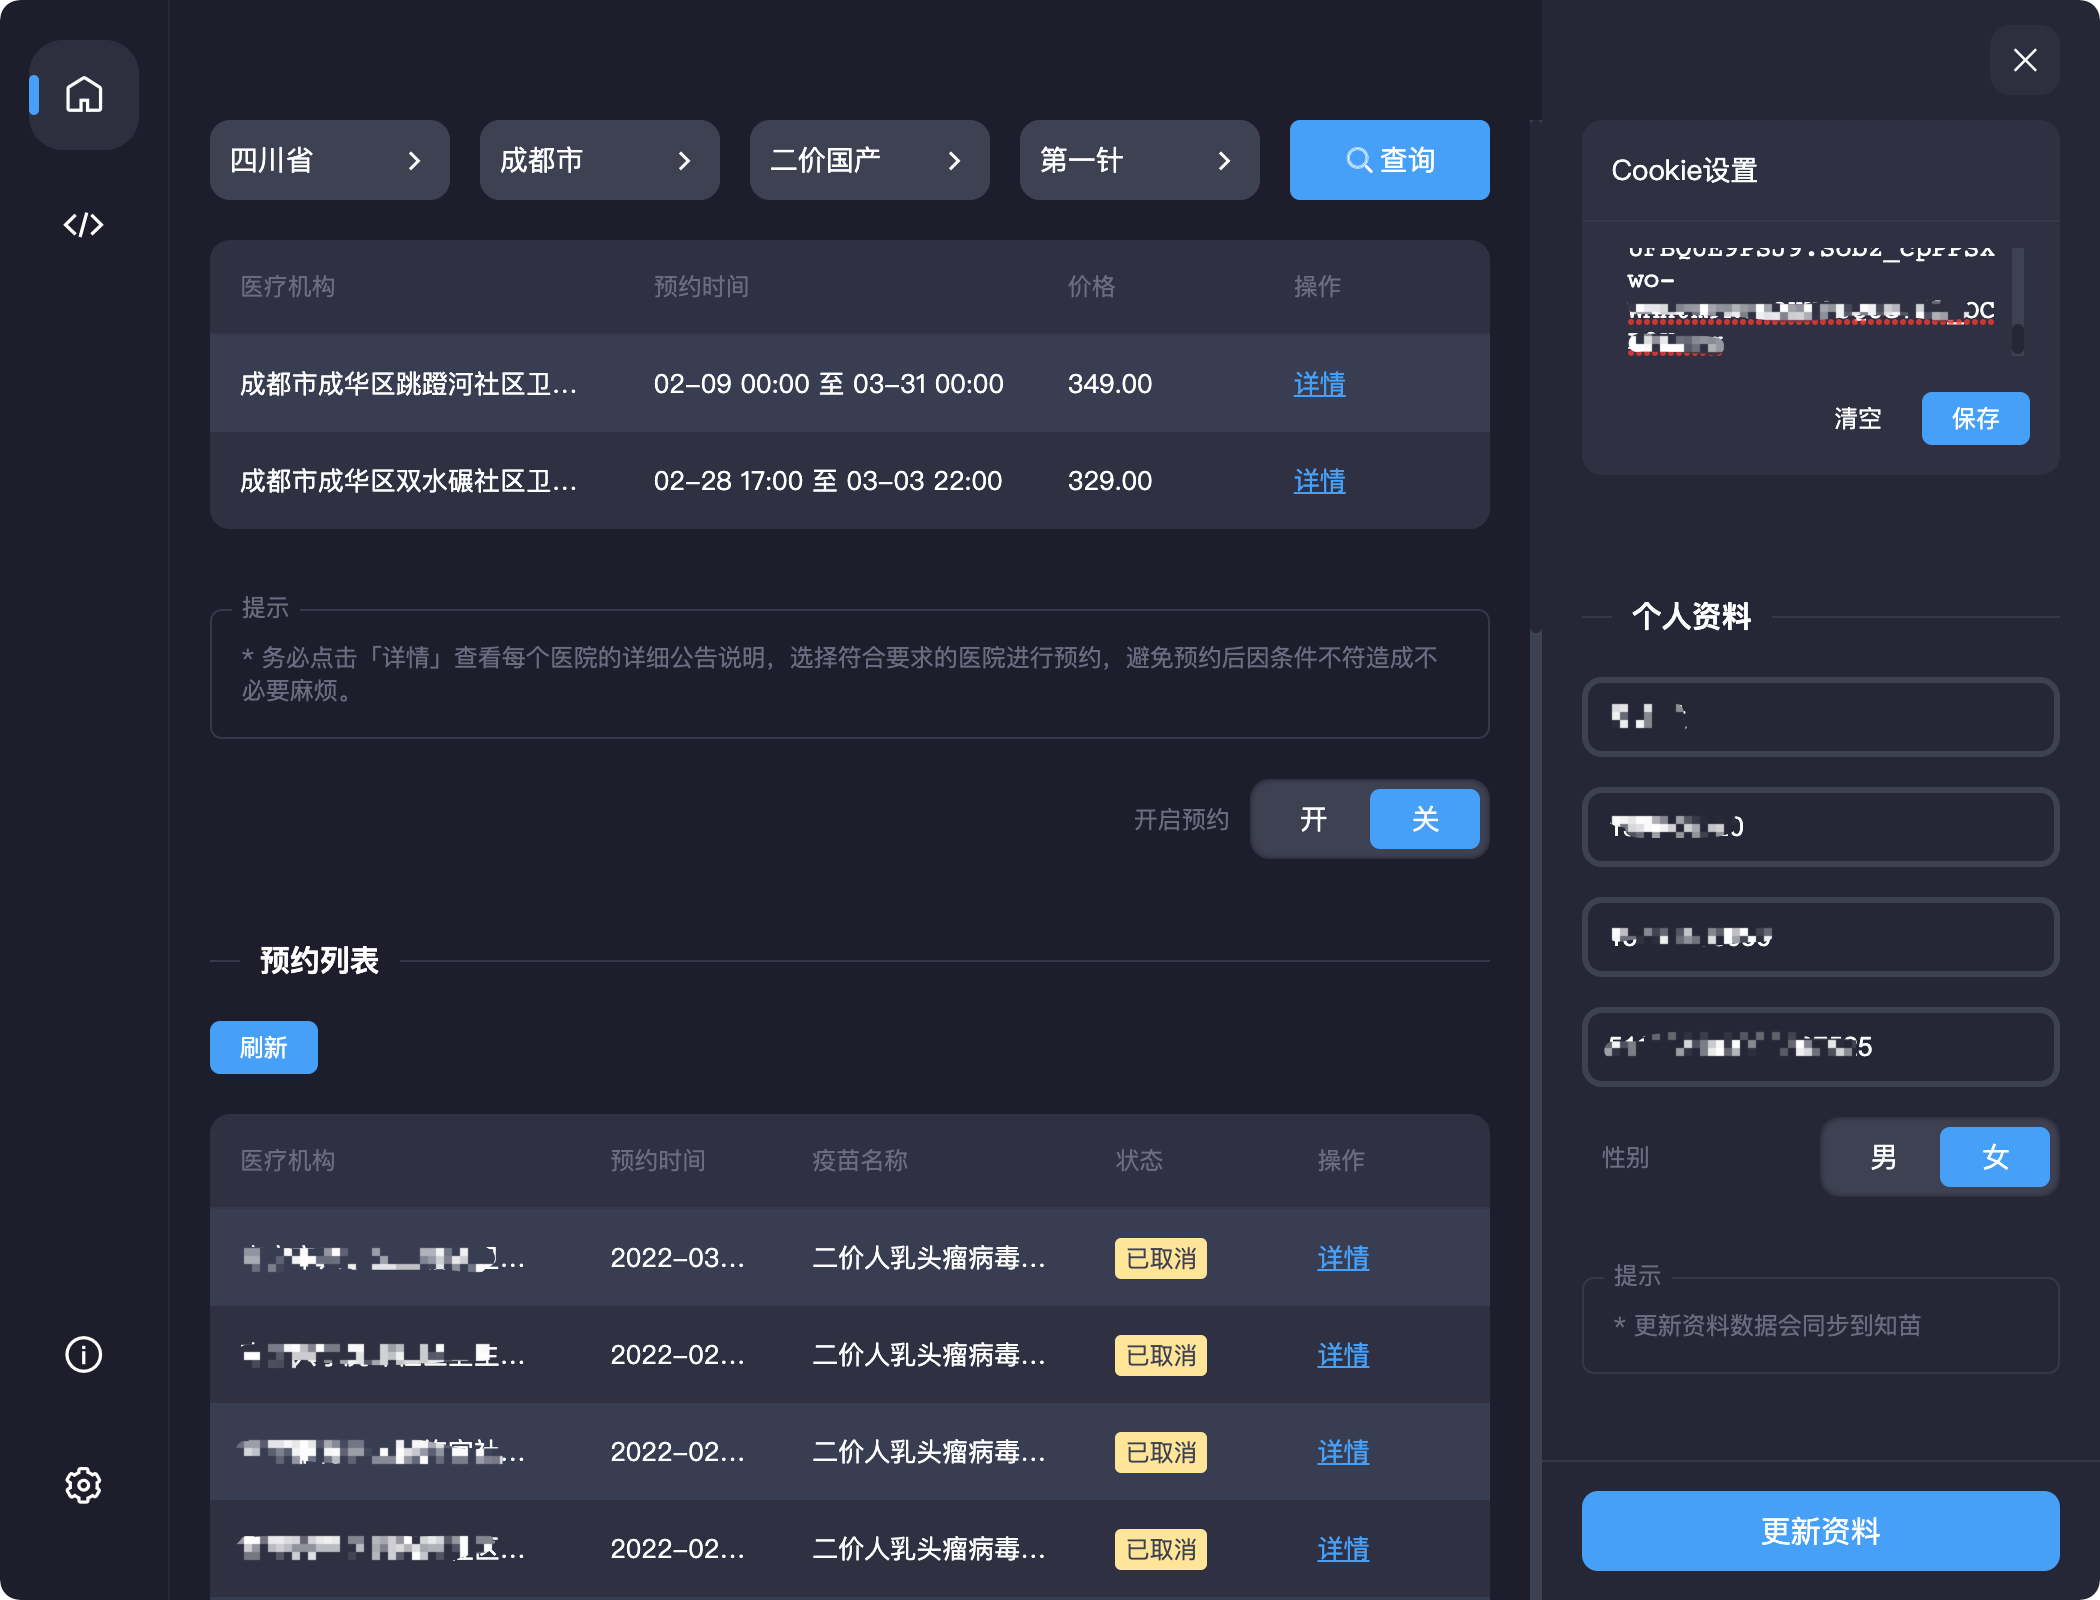 四川省
成都市
二价国产
第一针
查询
医疗机构 预约时间 价格 操作
成都市成华区跳蹬河社区卫... 02-09 00:00 至 03-31 00:00 349.00 详情
成都市成华区双水碾社区卫... 02-28 17:00 至 03-03 22:00 329.00 详情
提示
* 务必点击「详情」查看每个医院的详细公告说明，选择符合要求的医院进行预约，避免预约后因条件不符造成不
必要麻烦。
开启预约 开 关
预约列表
刷新
医疗机构 预约时间 疫苗名称 状态 操作
2022-03... 二价人乳头瘤病毒... 已取消 详情
2022-02... 二价人乳头瘤病毒... 已取消 详情
2022-02... 二价人乳头瘤病毒... 已取消 详情
2022-02... 二价人乳头瘤病毒... 已取消 详情
Cookie设置
wo-
清空 保存
个人资料
性别 男 女
提示
* 更新资料数据会同步到知苗
更新资料